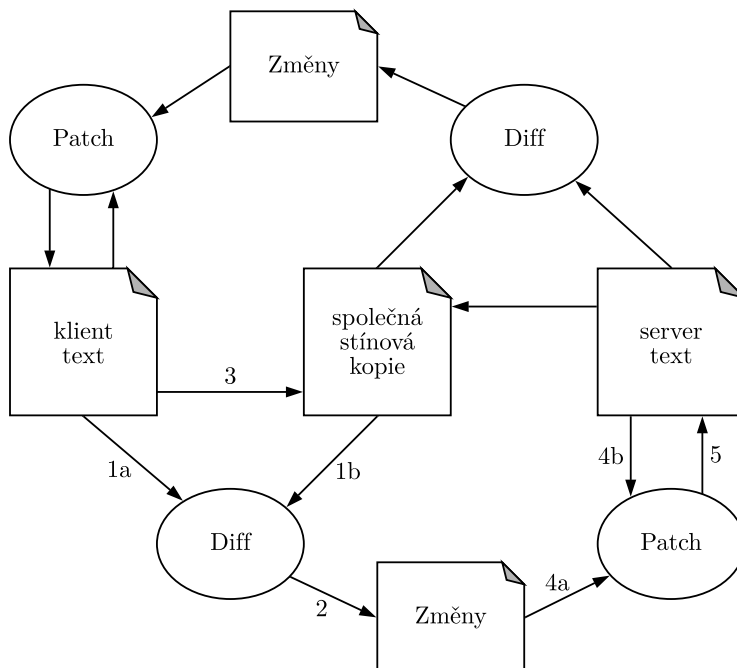 Změny
Patch
Diff
klient
text
společná
stínová
kopie
server
text
3
1a
1b
4b
5
Diff
Patch
2
Změny
4a